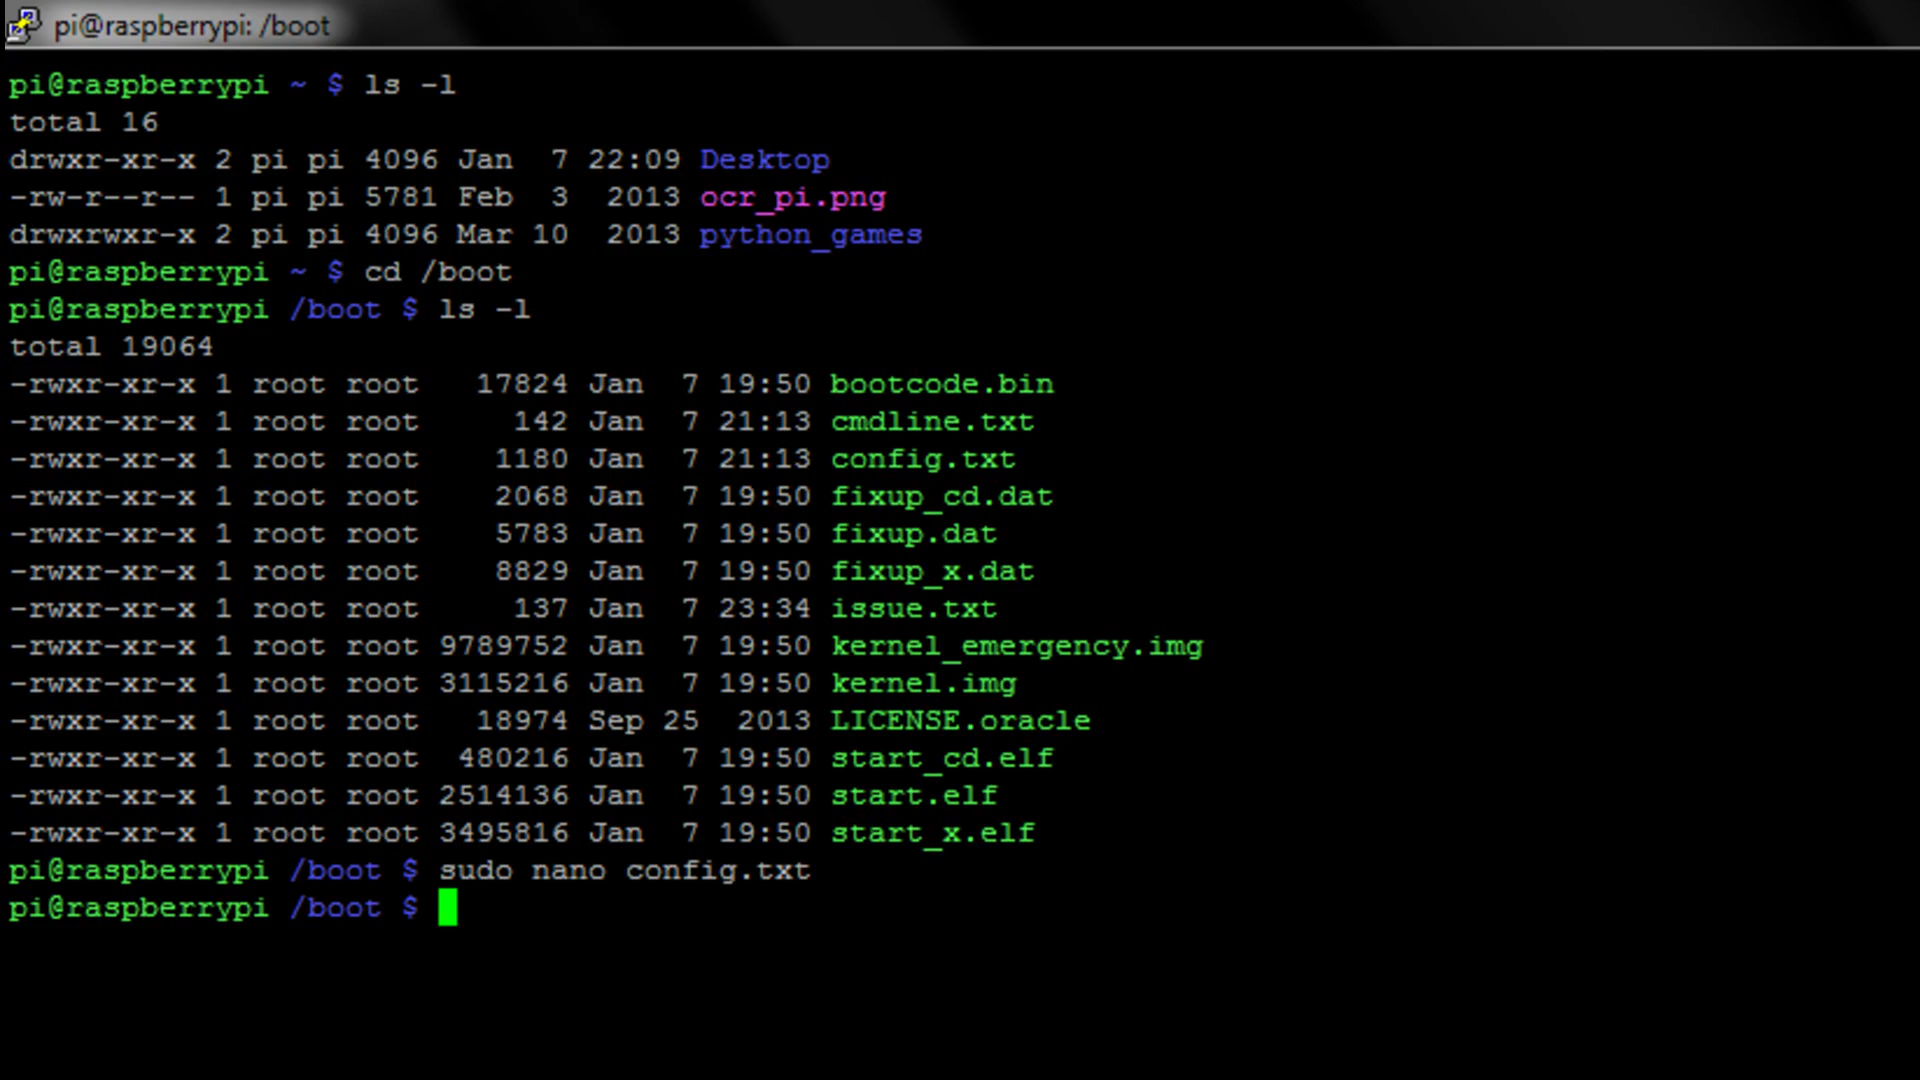 pi@raspberrypi: /boot
pi@raspberrypi ~ $ ls -l
total 16
drwxr-xr-x 2 pi pi 4096 Jan  7 22:09 Desktop
-rw-r--r-- 1 pi pi 5781 Feb  3  2013 ocr_pi.png
drwxrwxr-x 2 pi pi 4096 Mar 10  2013 python_games
pi@raspberrypi ~ $ cd /boot
pi@raspberrypi /boot $ ls -l
total 19064
-rwxr-xr-x 1 root root   17824 Jan  7 19:50 bootcode.bin
-rwxr-xr-x 1 root root     142 Jan  7 21:13 cmdline.txt
-rwxr-xr-x 1 root root    1180 Jan  7 21:13 config.txt
-rwxr-xr-x 1 root root    2068 Jan  7 19:50 fixup_cd.dat
-rwxr-xr-x 1 root root    5783 Jan  7 19:50 fixup.dat
-rwxr-xr-x 1 root root    8829 Jan  7 19:50 fixup_x.dat
-rwxr-xr-x 1 root root     137 Jan  7 23:34 issue.txt
-rwxr-xr-x 1 root root 9789752 Jan  7 19:50 kernel_emergency.img
-rwxr-xr-x 1 root root 3115216 Jan  7 19:50 kernel.img
-rwxr-xr-x 1 root root   18974 Sep 25  2013 LICENSE.oracle
-rwxr-xr-x 1 root root  480216 Jan  7 19:50 start_cd.elf
-rwxr-xr-x 1 root root 2514136 Jan  7 19:50 start.elf
-rwxr-xr-x 1 root root 3495816 Jan  7 19:50 start_x.elf
pi@raspberrypi /boot $ sudo nano config.txt
pi@raspberrypi /boot $